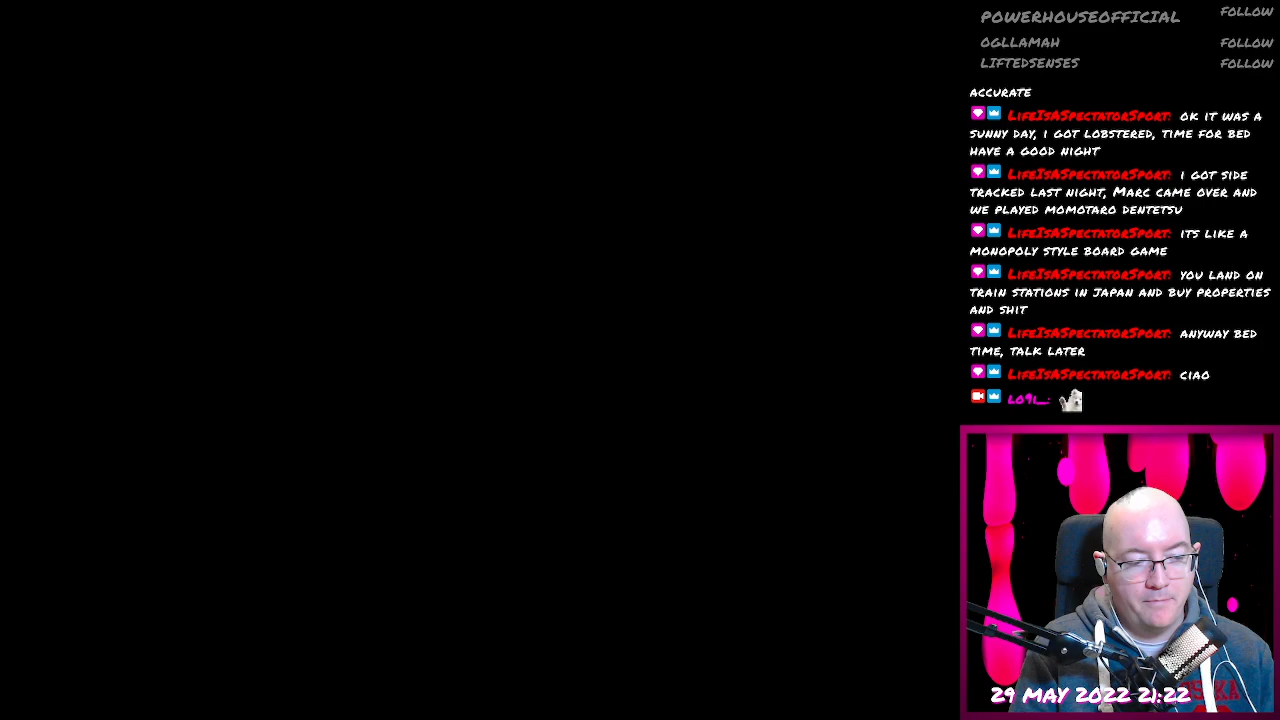 POWERHOUSEOFFICIAL FOLLOW
OGLLAMAH FOLLOW
LIFTEDSENSES FOLLOW
ACCURATE
LifeIsASpectatorSport: OK IT WAS A
SUNNY DAY, I GOT LOBSTERED, TIME FOR BED
HAVE A GOOD NIGHT
LifeIsASpectatorSport: I GOT SIDE
TRACKED LAST NIGHT, MARC CAME OVER AND
WE PLAYED MOMOTARO DENTETSU
LifeIsASpectatorSport: ITS LIKE A
MONOPOLY STYLE BOARD GAME
LifeIsASpectatorSport: YOU LAND ON
TRAIN STATIONS IN JAPAN AND BUY PROPERTIES
AND SHIT
LifeIsASpectatorSport: ANYWAY BED
TIME, TALK LATER
LifeIsASpectatorSport: CIAO
lo9i_:
29 MAY 2022 21:22